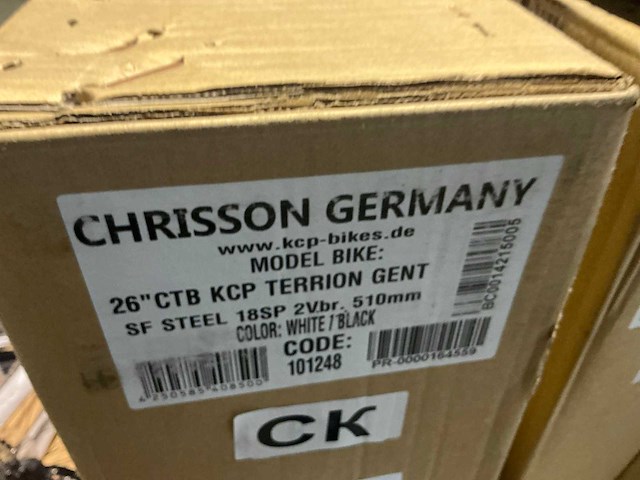 CHRISSON GERMANY
www.kcp-bikes.de
MODEL BIKE:
26"CTB KCP TERRION GENT
SF STEEL 18SP 2Vbr. 510mm
COLOR: WHITE / BLACK
CODE:
101248
4250585408500
PR-0000164559
BC0014215005
CK